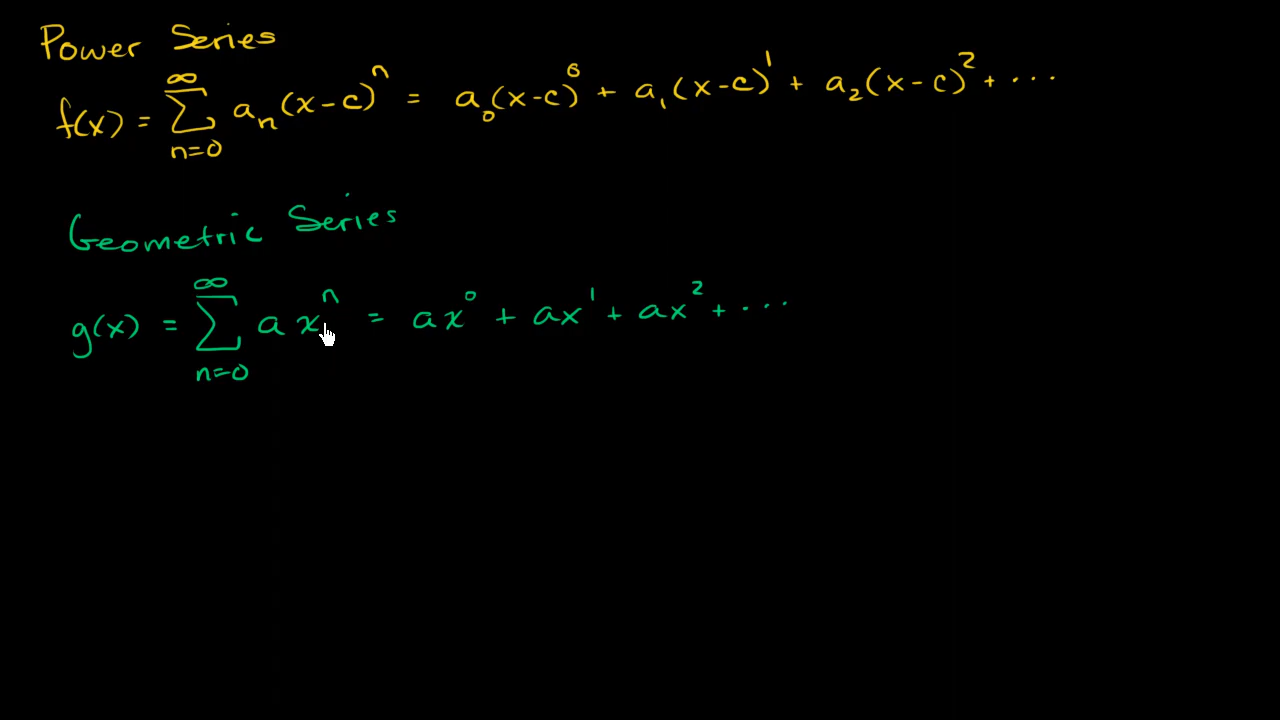 Power Series
f(x) = ∑_{n=0}^{∞} a_n (x-c)^n = a_0(x-c)^0 + a_1(x-c)^1 + a_2(x-c)^2 + ...
Geometric Series
g(x) = ∑_{n=0}^{∞} a x^n = ax^0 + ax^1 + ax^2 + ...